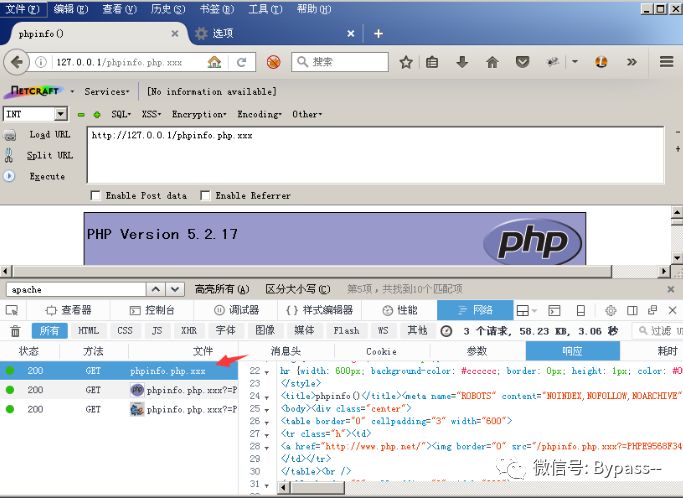 文件(F) 编辑(E) 查看(V) 历史(S) 书签(B) 工具(T) 帮助(H)
phpinfo() × 选项 × +
127.0.0.1/phpinfo.php.xxx 搜索
NETCRAFT Services [No information available]
INT SQL XSS Encryption Encoding Other
Load URL http://127.0.0.1/phpinfo.php.xxx
Split URL
Execute
Enable Post data Enable Referrer
PHP Version 5.2.17 php
apache 高亮所有(A) 区分大小写(C) 第5项，共找到10个匹配项
查看器 控制台 调试器 { } 样式编辑器 性能 网络
所有 HTML CSS JS XHR 字体 图像 媒体 Flash WS 其他 3 个请求, 58.23 KB, 3.06 秒 过滤 U
状态 方法 文件 消息头 Cookie 参数 响应 耗时
200 GET phpinfo.php.xxx
200 GET phpinfo.php.xxx?=P
200 GET phpinfo.php.xxx?=P
22 hr {width: 600px; background-color: #cccccc; border: 0px; height: 1px; color: #0
23 </style>
24 <title>phpinfo()</title><meta name="ROBOTS" content="NOINDEX,NOFOLLOW,NOARCHIVE"
25 <body><div class="center">
26 <table border="0" cellpadding="3" width="600">
27 <tr class="h"><td>
28 <a href="http://www.php.net/"><img border="0" src="/phpinfo.php.xxx?=PHPE9568F34
29 </td></tr>
30 </table><br />
31
微信号: Bypass--